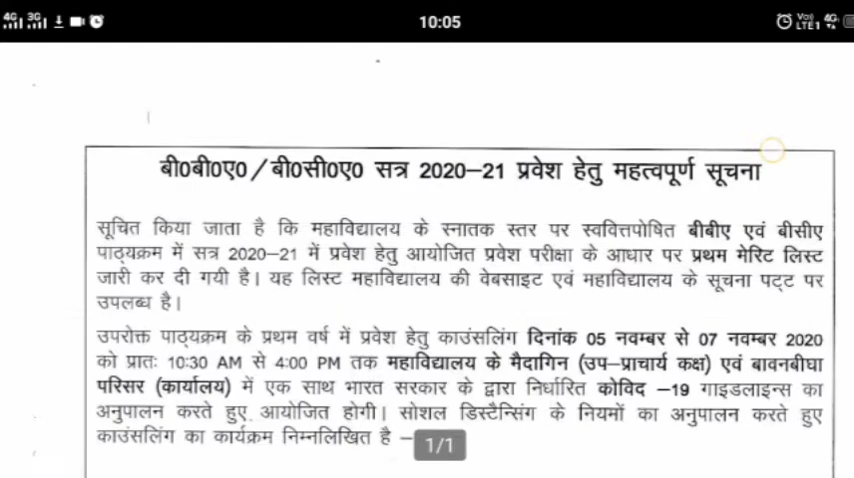 4G 3G 10:05 Vo) LTE1 4G
बी0बी0ए0/बी0सी0ए0 सत्र 2020–21 प्रवेश हेतु महत्वपूर्ण सूचना
सूचित किया जाता है कि महाविद्यालय के स्नातक स्तर पर स्ववित्तपोषित बीबीए एवं बीसीए
पाठ्यक्रम में सत्र 2020–21 में प्रवेश हेतु आयोजित प्रवेश परीक्षा के आधार पर प्रथम मेरिट लिस्ट
जारी कर दी गयी है। यह लिस्ट महाविद्यालय की वेबसाइट एवं महाविद्यालय के सूचना पट्ट पर
उपलब्ध है।
उपरोक्त पाठ्यक्रम के प्रथम वर्ष में प्रवेश हेतु काउंसलिंग दिनांक 05 नवम्बर से 07 नवम्बर 2020
को प्रातः 10:30 AM से 4:00 PM तक महाविद्यालय के मैदागिन (उप–प्राचार्य कक्ष) एवं बावनबीघा
परिसर (कार्यालय) में एक साथ भारत सरकार के द्वारा निर्धारित कोविद –19 गाइडलाइन्स का
अनुपालन करते हुए आयोजित होगी। सोशल डिस्टैन्सिंग के नियमों का अनुपालन करते हुए
काउंसलिंग का कार्यक्रम निम्नलिखित है –
1/1